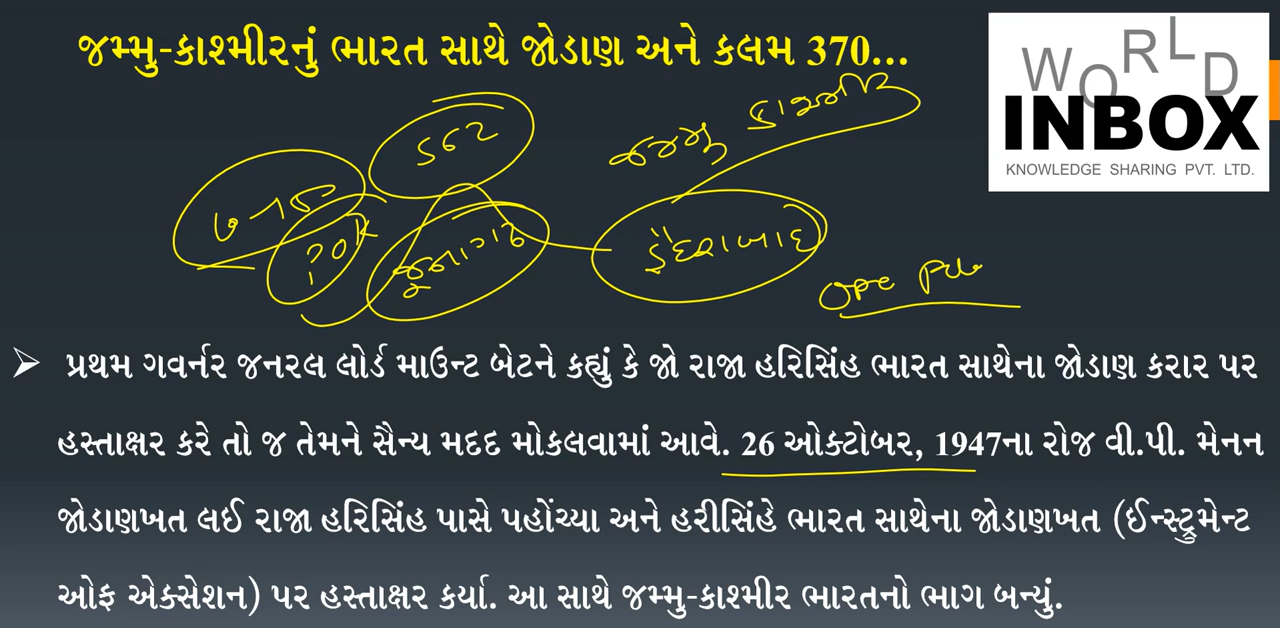 જમ્મુ-કાશ્મીરનું ભારત સાથે જોડાણ અને કલમ 370...
WORLD
INBOX
KNOWLEDGE SHARING PVT. LTD.
562
જમ્મુ કાશ્મીર
જૂનાગઢ
હૈદરાબાદ
➢ પ્રથમ ગવર્નર જનરલ લોર્ડ માઉન્ટ બેટને કહ્યું કે જો રાજા હરિસિંહ ભારત સાથેના જોડાણ કરાર પર
હસ્તાક્ષર કરે તો જ તેમને સૈન્ય મદદ મોકલવામાં આવે. 26 ઓક્ટોબર, 1947ના રોજ વી.પી. મેનન
જોડાણખત લઈ રાજા હરિસિંહ પાસે પહોંચ્યા અને હરીસિંહે ભારત સાથેના જોડાણખત (ઈન્સ્ટ્રુમેન્ટ
ઓફ એક્સેશન) પર હસ્તાક્ષર કર્યા. આ સાથે જમ્મુ-કાશ્મીર ભારતનો ભાગ બન્યું.